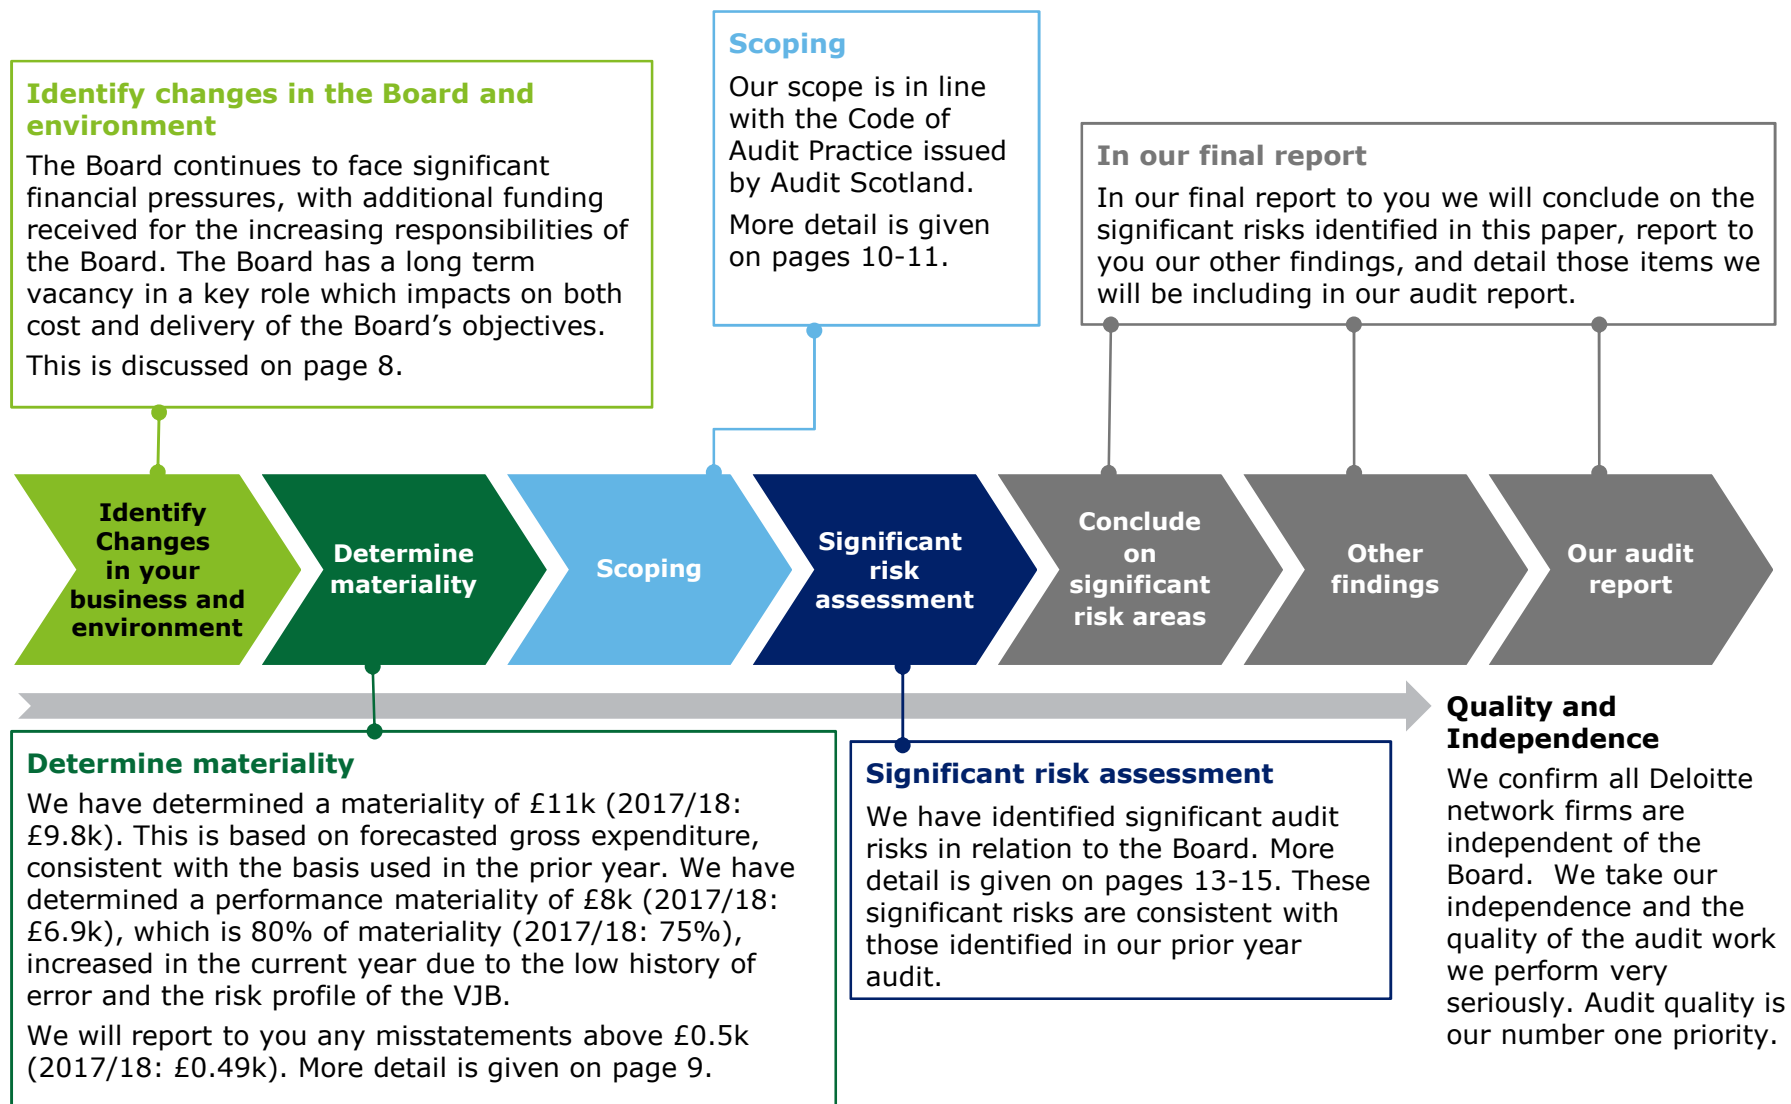 Identify changes in the Board and
environment
The Board continues to face significant
financial pressures, with additional funding
received for the increasing responsibilities of
the Board. The Board has a long term
vacancy in a key role which impacts on both
cost and delivery of the Board’s objectives.
This is discussed on page 8.
Scoping
Our scope is in line
with the Code of
Audit Practice issued
by Audit Scotland.
More detail is given
on pages 10-11.
In our final report
In our final report to you we will conclude on the
significant risks identified in this paper, report to
you our other findings, and detail those items we
will be including in our audit report.
Identify
Changes
in your
business and
environment
Determine
materiality
Scoping
Significant
risk
assessment
Conclude
on
significant
risk areas
Other
findings
Our audit
report
Determine materiality
We have determined a materiality of £11k (2017/18:
£9.8k). This is based on forecasted gross expenditure,
consistent with the basis used in the prior year. We have
determined a performance materiality of £8k (2017/18:
£6.9k), which is 80% of materiality (2017/18: 75%),
increased in the current year due to the low history of
error and the risk profile of the VJB.
We will report to you any misstatements above £0.5k
(2017/18: £0.49k). More detail is given on page 9.
Significant risk assessment
We have identified significant audit
risks in relation to the Board. More
detail is given on pages 13-15. These
significant risks are consistent with
those identified in our prior year
audit.
Quality and
Independence
We confirm all Deloitte
network firms are
independent of the
Board.  We take our
independence and the
quality of the audit work
we perform very
seriously. Audit quality is
our number one priority.